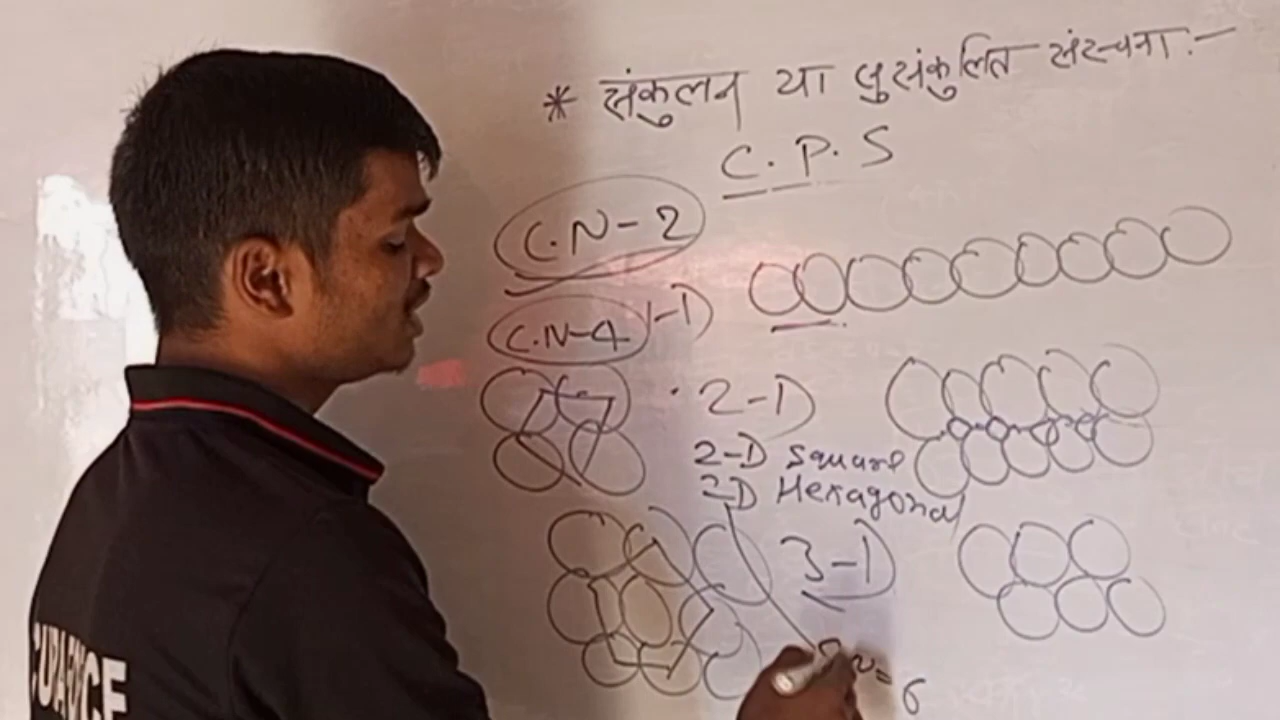 * संकुलन या सुसंकुलित संरचना :-
C.P.S
C.N-2
C.N-4 1-D
2-D
2-D Square
2D Hexagonal
3-D
6